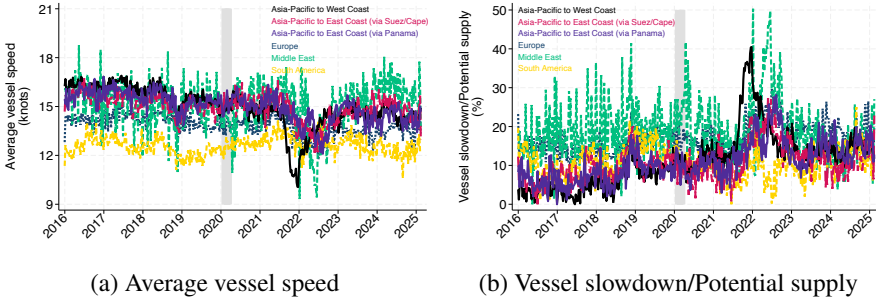 21
18
15
12
9
Average vessel speed
(knots)
Asia-Pacific to West Coast
Asia-Pacific to East Coast (via Suez/Cape)
Asia-Pacific to East Coast (via Panama)
Europe
Middle East
South America
2016 2017 2018 2019 2020 2021 2022 2023 2024 2025
(a) Average vessel speed
50
40
30
20
10
0
Vessel slowdown/Potential supply
(%)
Asia-Pacific to West Coast
Asia-Pacific to East Coast (via Suez/Cape)
Asia-Pacific to East Coast (via Panama)
Europe
Middle East
South America
2016 2017 2018 2019 2020 2021 2022 2023 2024 2025
(b) Vessel slowdown/Potential supply